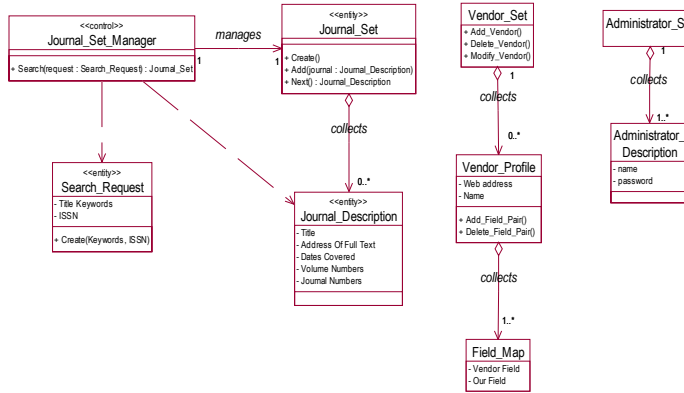 <<control>>
Journal_Set_Manager
+ Search(request : Search_Request) : Journal_Set
manages
1
1
<<entity>>
Journal_Set
+ Create()
+ Add(journal : Journal_Description)
+ Next() : Journal_Description
collects
0..*
<<entity>>
Search_Request
- Title Keywords
- ISSN
+ Create(Keywords, ISSN)
<<entity>>
Journal_Description
- Title
- Address Of Full Text
- Dates Covered
- Volume Numbers
- Journal Numbers
Vendor_Set
+ Add_Vendor()
+ Delete_Vendor()
+ Modify_Vendor()
1
collects
0..*
Vendor_Profile
- Web address
- Name
+ Add_Field_Pair()
+ Delete_Field_Pair()
collects
1..*
Field_Map
- Vendor Field
- Our Field
Administrator_S
1
collects
1..*
Administrator_
Description
- name
- password